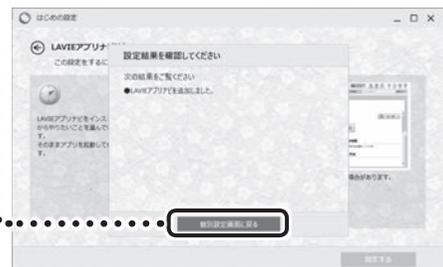 はじめの設定
LAVIEアプリナ
この設定をするに
設定結果を確認してください
次の結果をご覧ください
●LAVIEアプリナビを追加しました。
LAVIEアプリナビをインス
からやりたいことを選んで
す。
そのままアプリを起動して
す。
場合があります。
個別設定画面に戻る
設定する